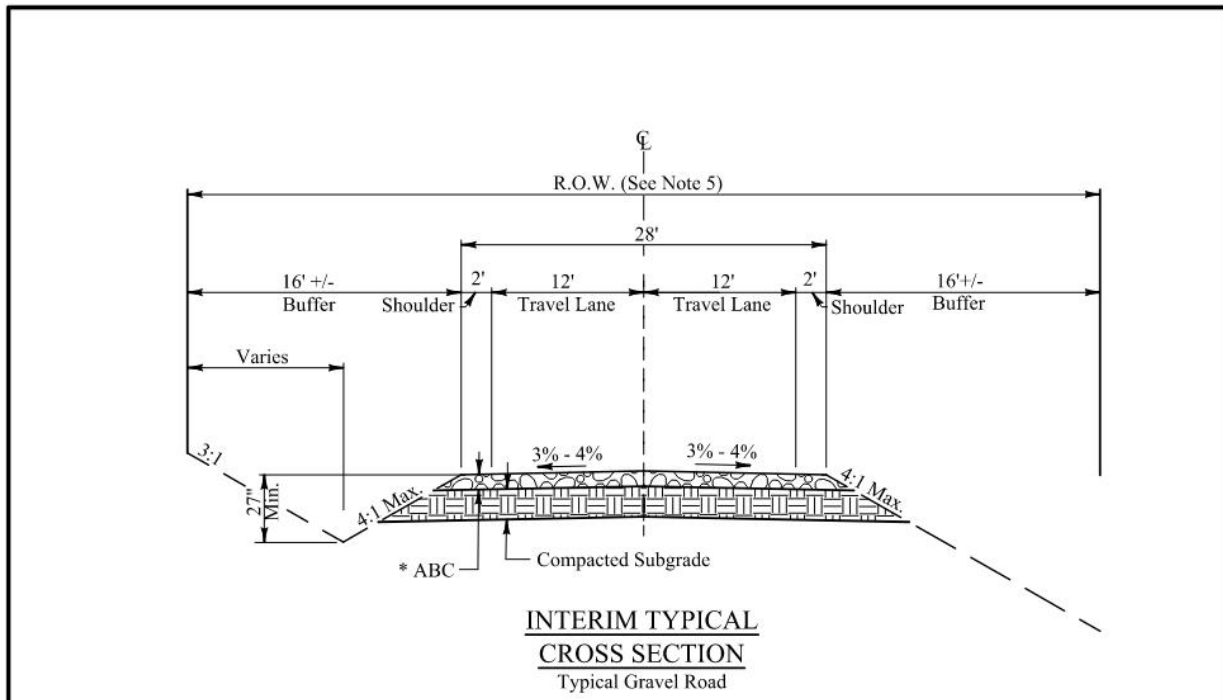 ℄
R.O.W. (See Note 5)
28'
16' +/-
Buffer
2'
Shoulder
12'
Travel Lane
12'
Travel Lane
2'
Shoulder
16'+/-
Buffer
Varies
3:1
3% - 4%
3% - 4%
27"
Min.
4:1 Max.
4:1 Max.
* ABC
Compacted Subgrade
INTERIM TYPICAL
CROSS SECTION
Typical Gravel Road